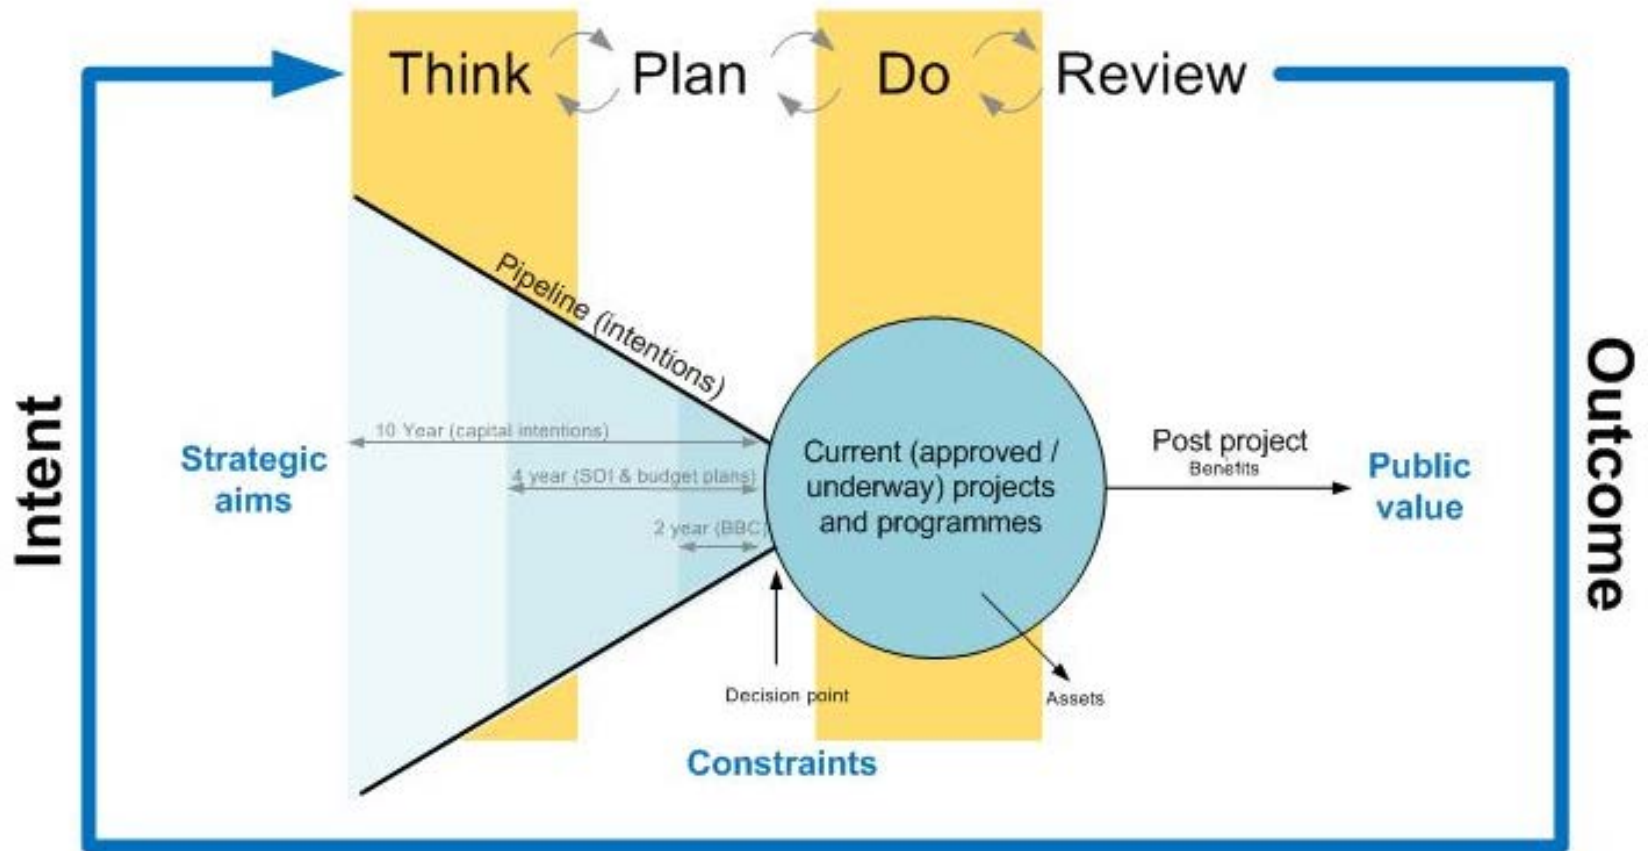 Think
Plan
Do
Review
Intent
Outcome
Pipeline (intentions)
10 Year (capital intentions)
4 year (SOI & budget plans)
2 year (BBC)
Strategic
aims
Current (approved /
underway) projects
and programmes
Post project
Benefits
Public
value
Decision point
Assets
Constraints